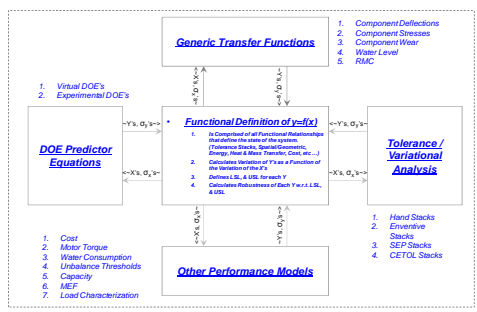 Generic Transfer Functions
1. Component Deflections
2. Component Stresses
3. Component Wear
4. Water Level
5. RMC
1. Virtual DOE's
2. Experimental DOE's
DOE Predictor
Equations
~Y's, σy's~>>
<<~X's, σx's~
• Functional Definition of y=f(x)
1. Is Comprised of all Functional Relationships
that define the state of the system.
(Tolerance Stacks, Spatial/Geometric,
Energy, Heat & Mass Transfer, Cost, etc…)
2. Calculates Variation of Y's as a Function of
the Variation of the X's
3. Defines LSL, & USL for each Y
4. Calculates Robustness of Each Y w.r.t. LSL,
& USL
<<~Y's, σy's~
~X's, σx's~>>
Tolerance /
Variational
Analysis
1. Hand Stacks
2. Enventive
Stacks
3. SEP Stacks
4. CETOL Stacks
<<~X's, σx's~
~Y's, σy's~>>
Other Performance Models
1. Cost
2. Motor Torque
3. Water Consumption
4. Unbalance Thresholds
5. Capacity
6. MEF
7. Load Characterization